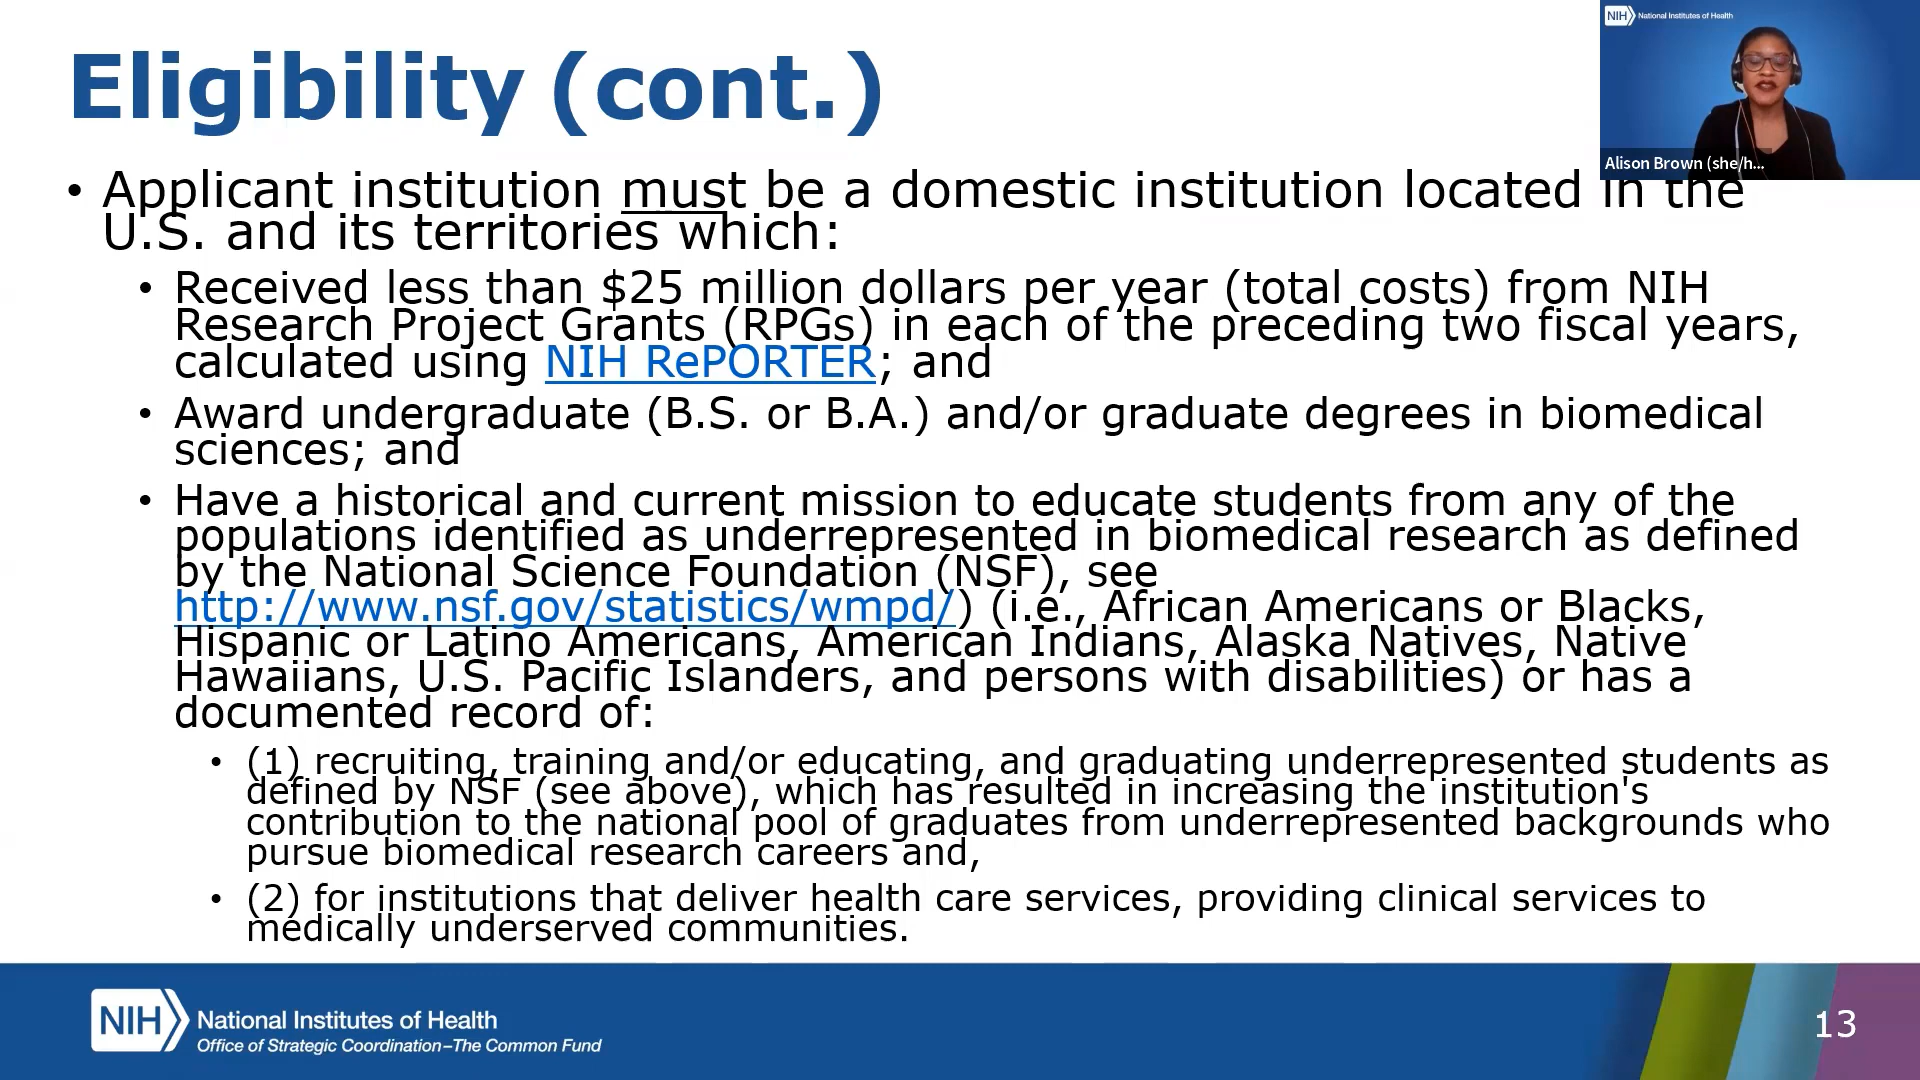 Eligibility (cont.)
NIH National Institutes of Health
Alison Brown (she/h...
• Applicant institution must be a domestic institution located in the
U.S. and its territories which:
• Received less than $25 million dollars per year (total costs) from NIH
Research Project Grants (RPGs) in each of the preceding two fiscal years,
calculated using NIH RePORTER; and
• Award undergraduate (B.S. or B.A.) and/or graduate degrees in biomedical
sciences; and
• Have a historical and current mission to educate students from any of the
populations identified as underrepresented in biomedical research as defined
by the National Science Foundation (NSF), see
http://www.nsf.gov/statistics/wmpd/) (i.e., African Americans or Blacks,
Hispanic or Latino Americans, American Indians, Alaska Natives, Native
Hawaiians, U.S. Pacific Islanders, and persons with disabilities) or has a
documented record of:
• (1) recruiting, training and/or educating, and graduating underrepresented students as
defined by NSF (see above), which has resulted in increasing the institution's
contribution to the national pool of graduates from underrepresented backgrounds who
pursue biomedical research careers and,
• (2) for institutions that deliver health care services, providing clinical services to
medically underserved communities.
NIH National Institutes of Health
Office of Strategic Coordination–The Common Fund
13